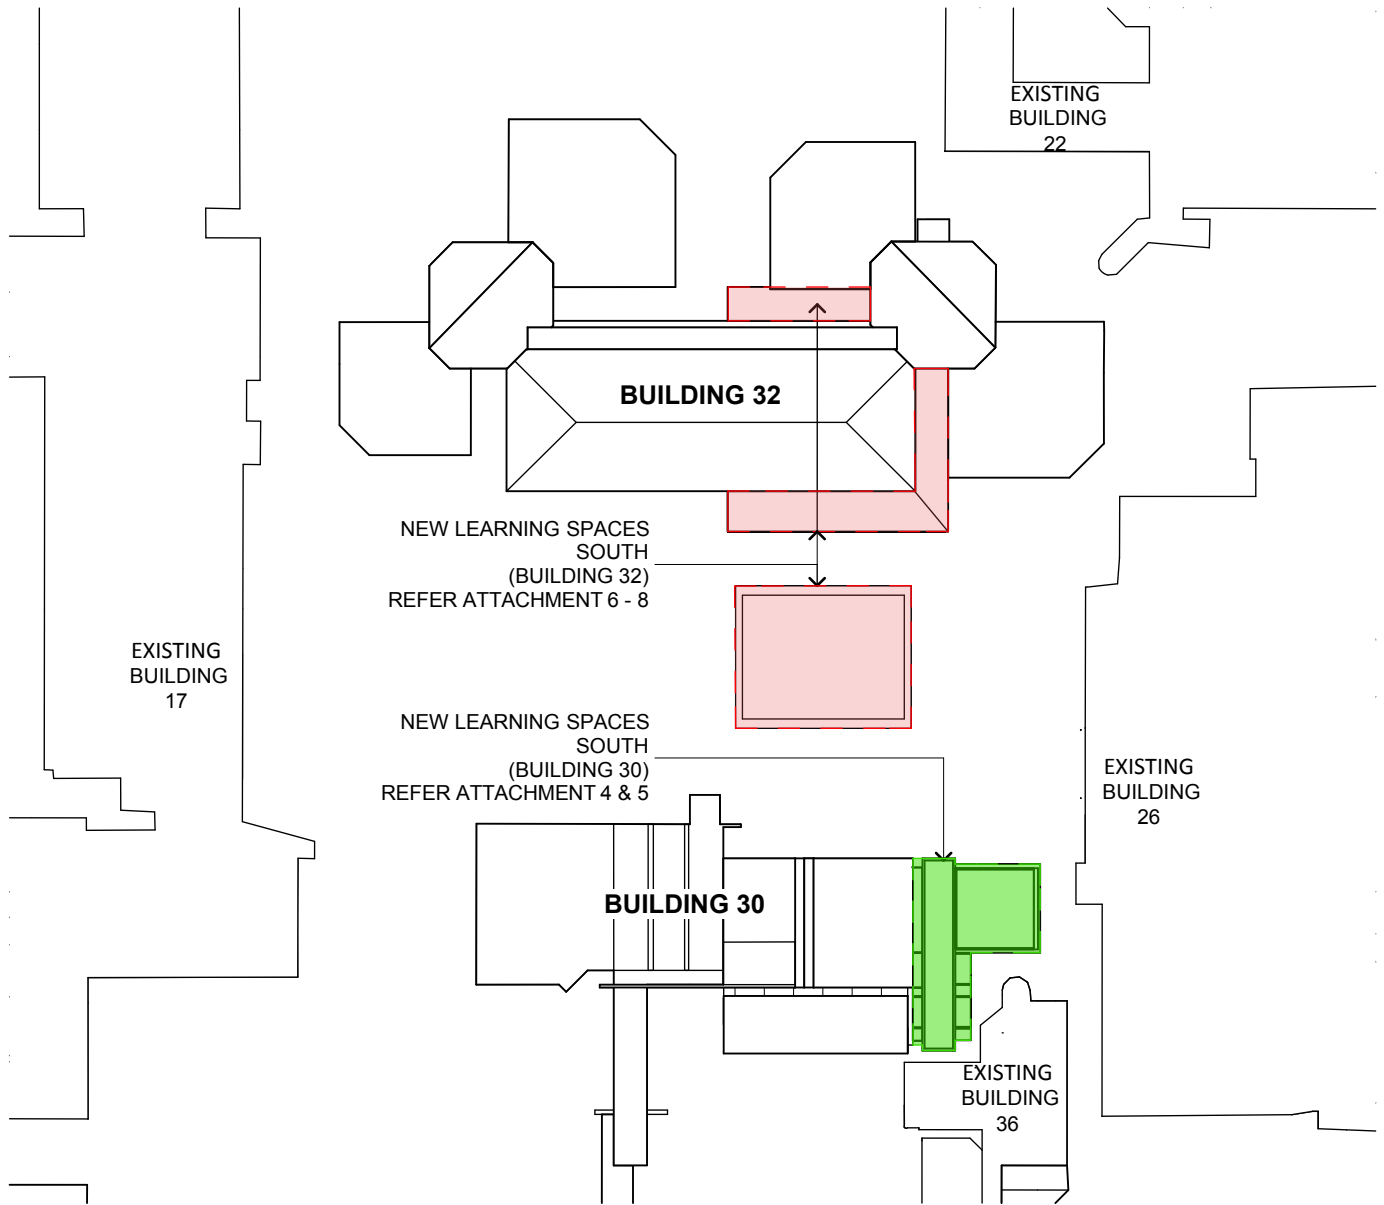 EXISTING
BUILDING
22
BUILDING 32
NEW LEARNING SPACES
SOUTH
(BUILDING 32)
REFER ATTACHMENT 6 - 8
EXISTING
BUILDING
17
NEW LEARNING SPACES
SOUTH
(BUILDING 30)
REFER ATTACHMENT 4 & 5
EXISTING
BUILDING
26
BUILDING 30
EXISTING
BUILDING
36